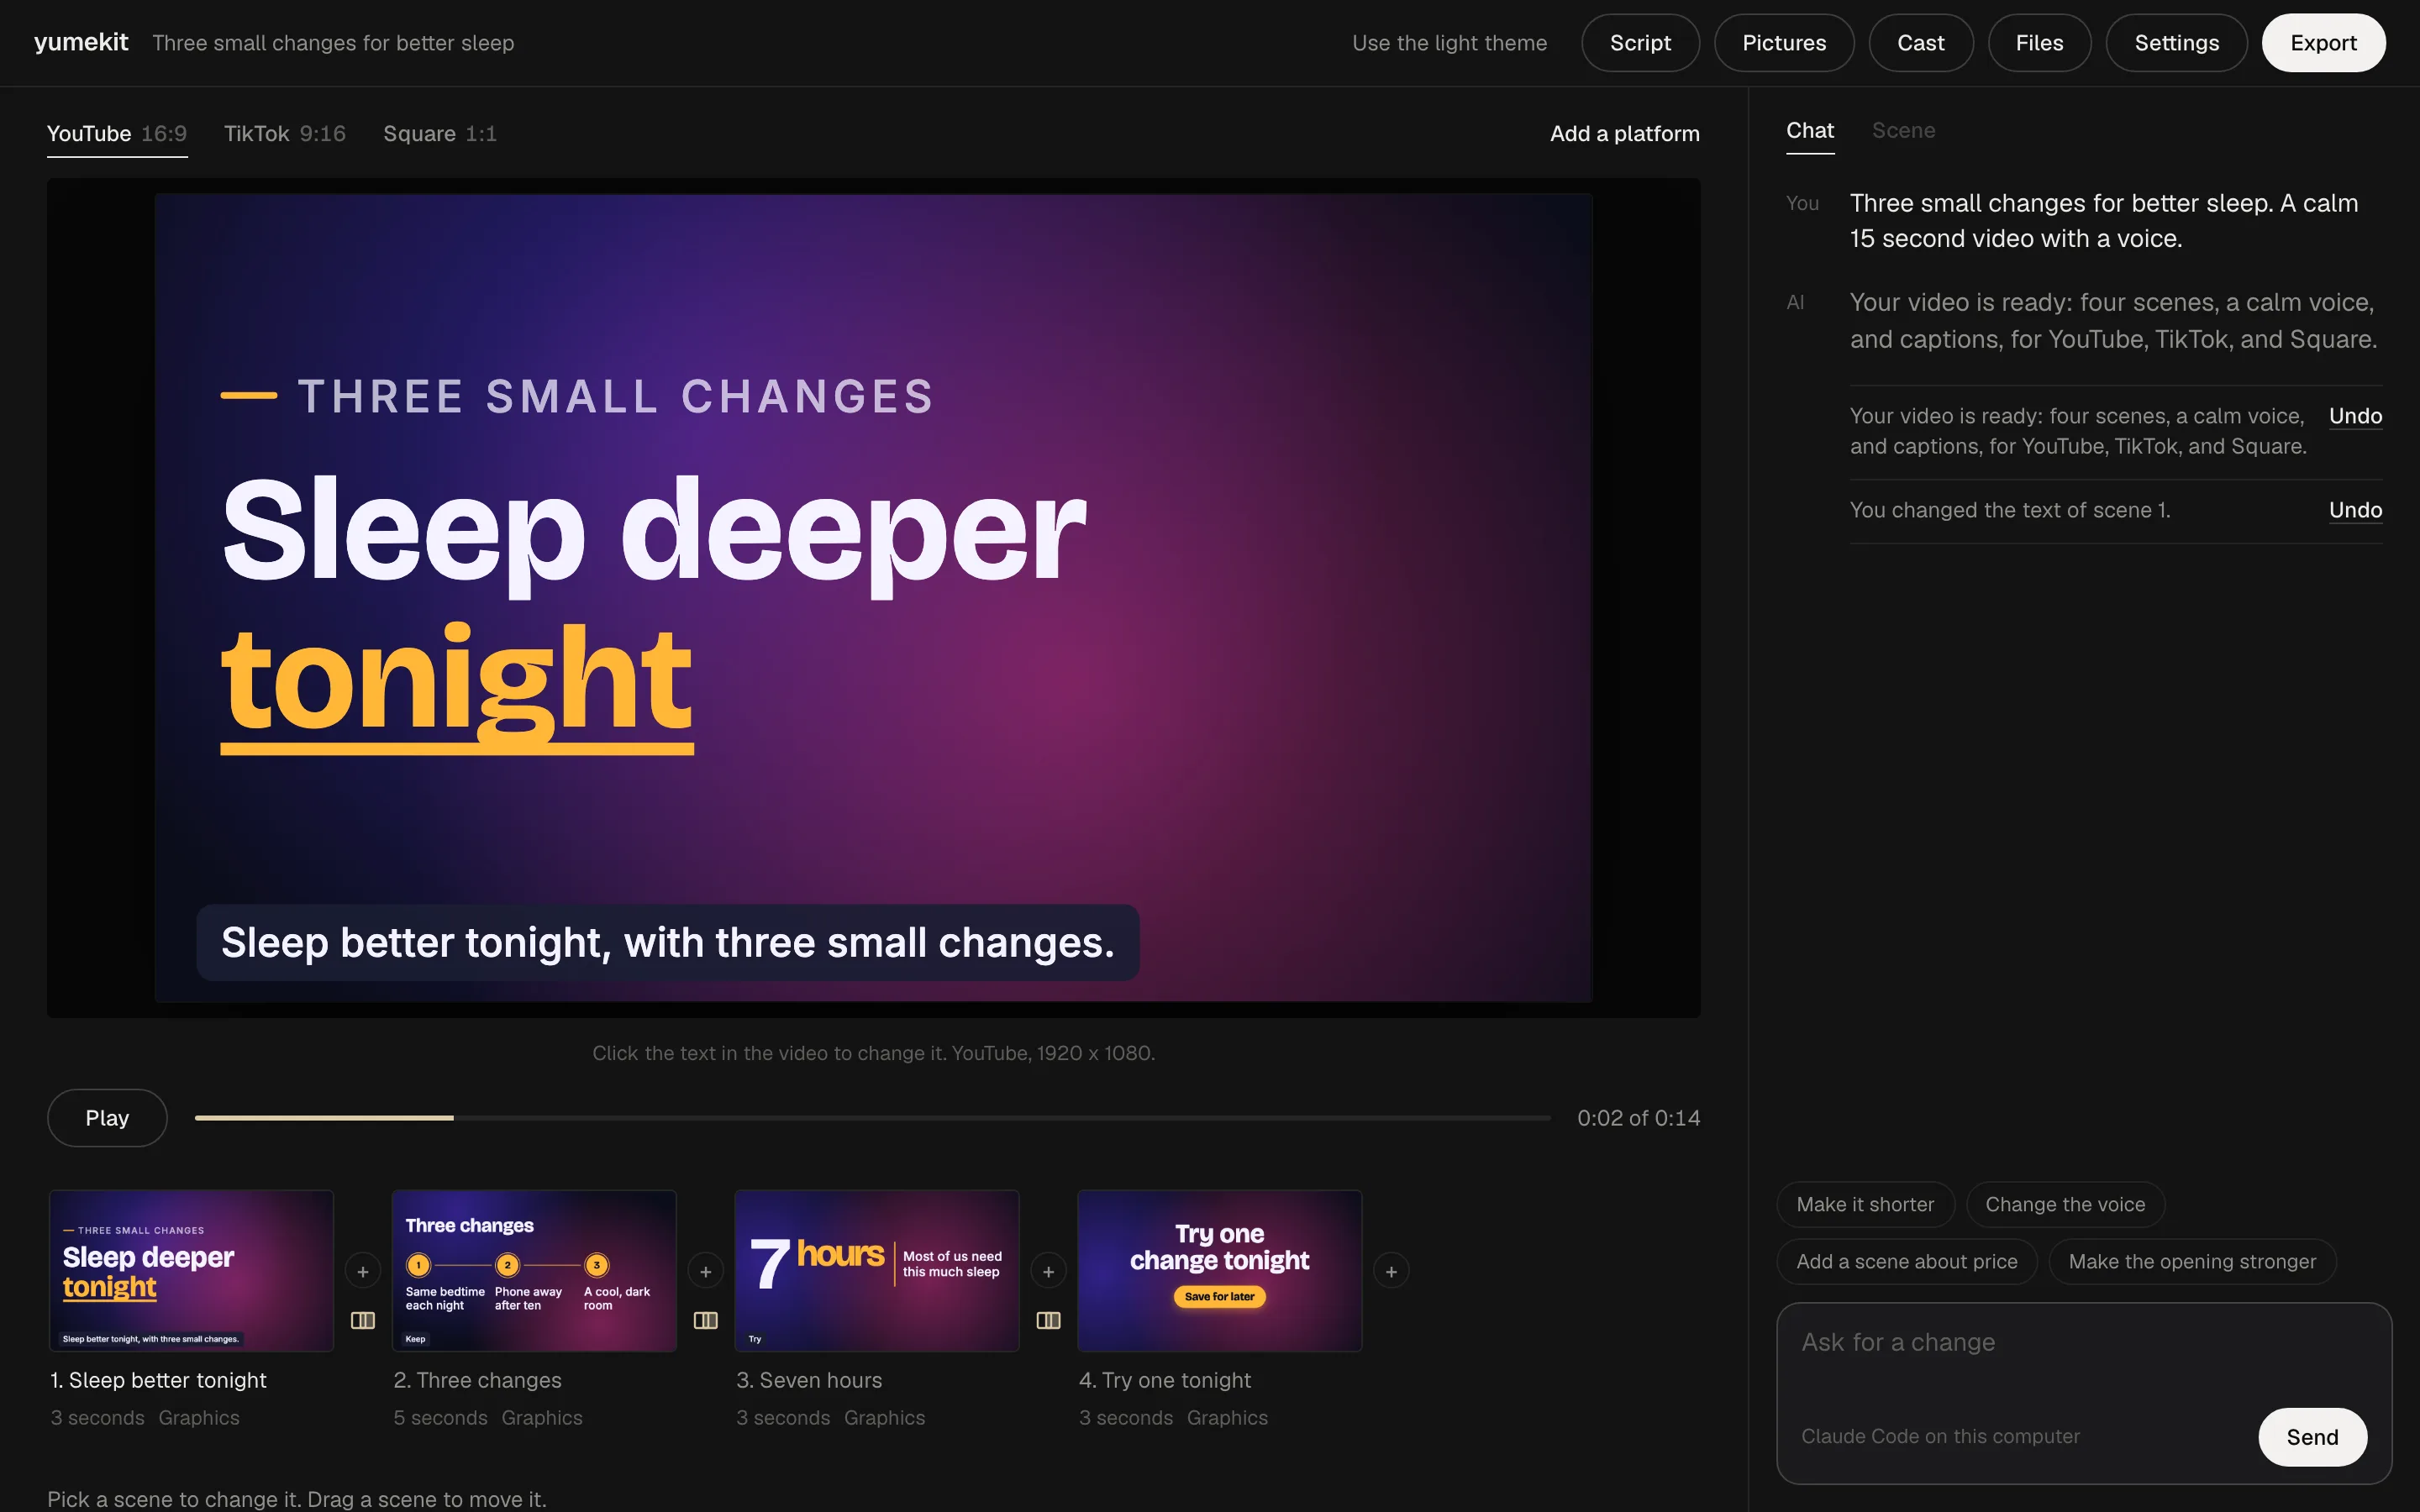 yumekit Three small changes for better sleep Use the light theme Script Pictures Cast Files Settings Export
YouTube 16:9 TikTok 9:16 Square 1:1 Add a platform
THREE SMALL CHANGES
Sleep deeper
tonight
Sleep better tonight, with three small changes.
Click the text in the video to change it. YouTube, 1920 x 1080.
Play 0:02 of 0:14
THREE SMALL CHANGES
Sleep deeper
tonight
Sleep better tonight, with three small changes.
+
1. Sleep better tonight
3 seconds Graphics
Three changes
1 2 3
Same bedtime Phone away A cool, dark
each night after ten room
Keep
+
2. Three changes
5 seconds Graphics
7 hours
Most of us need
this much sleep
Try
+
3. Seven hours
3 seconds Graphics
Try one
change tonight
Save for later
+
4. Try one tonight
3 seconds Graphics
Pick a scene to change it. Drag a scene to move it.
Chat Scene
You Three small changes for better sleep. A calm
15 second video with a voice.
AI Your video is ready: four scenes, a calm voice,
and captions, for YouTube, TikTok, and Square.
Your video is ready: four scenes, a calm voice, Undo
and captions, for YouTube, TikTok, and Square.
You changed the text of scene 1. Undo
Make it shorter Change the voice
Add a scene about price Make the opening stronger
Ask for a change
Claude Code on this computer Send